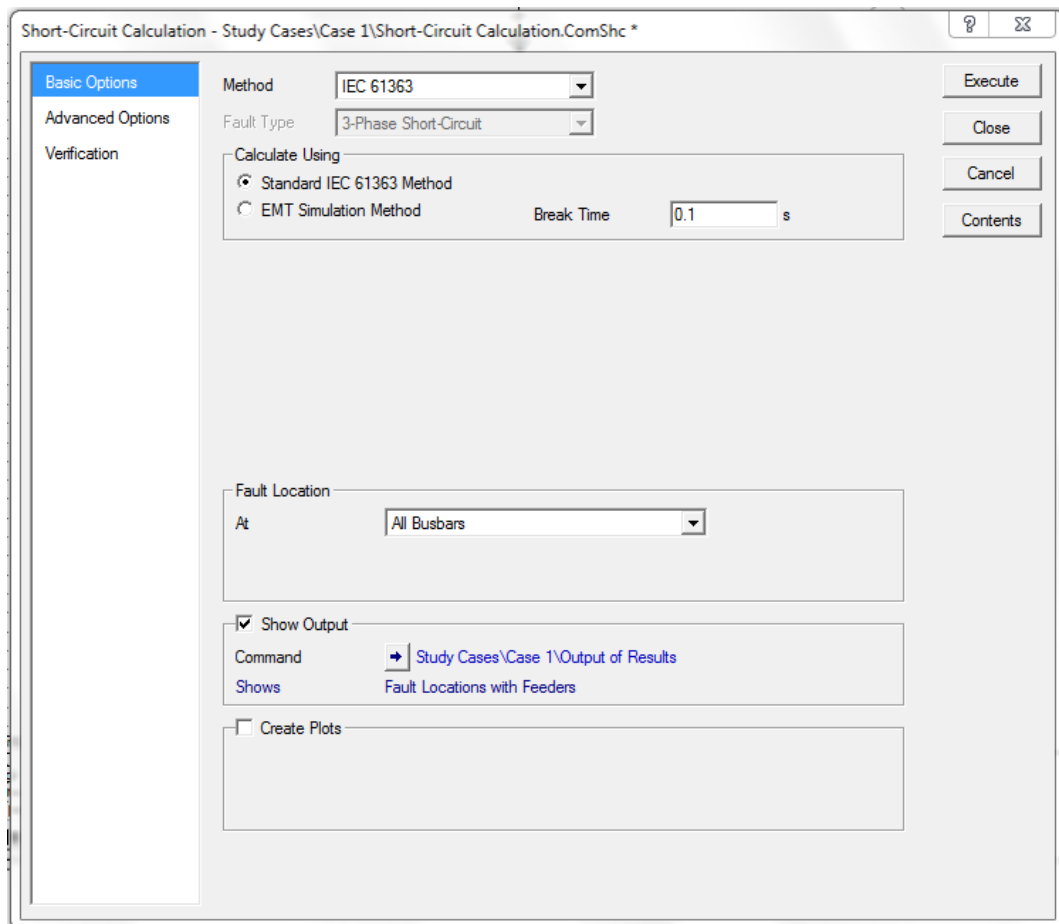 Short-Circuit Calculation - Study Cases\Case 1\Short-Circuit Calculation.ComShc *
?
Basic Options
Advanced Options
Verification
Method IEC 61363
Fault Type 3-Phase Short-Circuit
Calculate Using
Standard IEC 61363 Method
EMT Simulation Method Break Time 0.1 s
Fault Location
At All Busbars
Show Output
Command Study Cases\Case 1\Output of Results
Shows Fault Locations with Feeders
Create Plots
Execute
Close
Cancel
Contents